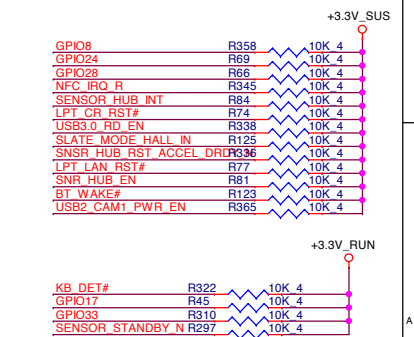 +3.3V_SUS
GPIO8 R358 10K_4
GPIO24 R69 10K_4
GPIO28 R66 10K_4
NFC_IRQ_R R345 10K_4
SENSOR_HUB_INT R84 10K_4
LPT_CR_RST# R74 10K_4
USB3.0_RD_EN R338 10K_4
SLATE_MODE_HALL_IN R125 10K_4
10K_4
LPT_LAN_RST# R77 10K_4
SNR_HUB_EN R81 10K_4
BT_WAKE# R123 10K_4
USB2_CAM1_PWR_EN R365 10K_4
+3.3V_RUN
KB_DET# R322 10K_4
GPIO17 R45 10K_4
GPIO33 R310 10K_4
SENSOR_STANDBY_N R297 10K_4
A